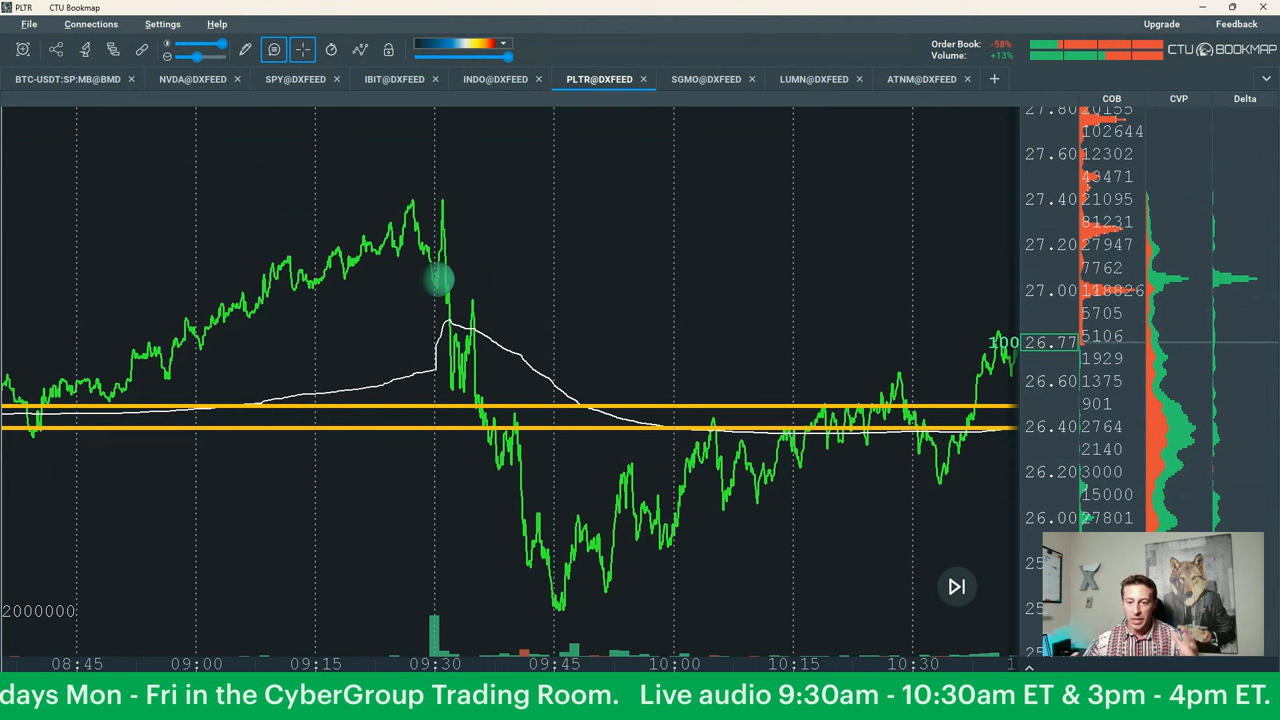 PLTR CTU Bookmap
File Connections Settings Help Upgrade Feedback
Order Book: -58%
Volume: +13%
CTU BOOKMAP
BTC-USDT:SP:MB@BMD NVDA@DXFEED SPY@DXFEED IBIT@DXFEED INDO@DXFEED PLTR@DXFEED SGMO@DXFEED LUMN@DXFEED ATNM@DXFEED
COB CVP Delta
27.80 20155
102644
27.60 12302
43471
27.40 21095
81231
27.20 27947
7762
27.00 118826
5705
5106
100 26.77
1929
26.60 1375
901
26.40 2764
2140
26.20 3000
15000
26.00 27801
2000000
08:45 09:00 09:15 09:30 09:45 10:00 10:15 10:30
days Mon - Fri in the CyberGroup Trading Room. Live audio 9:30am - 10:30am ET & 3pm - 4pm ET.